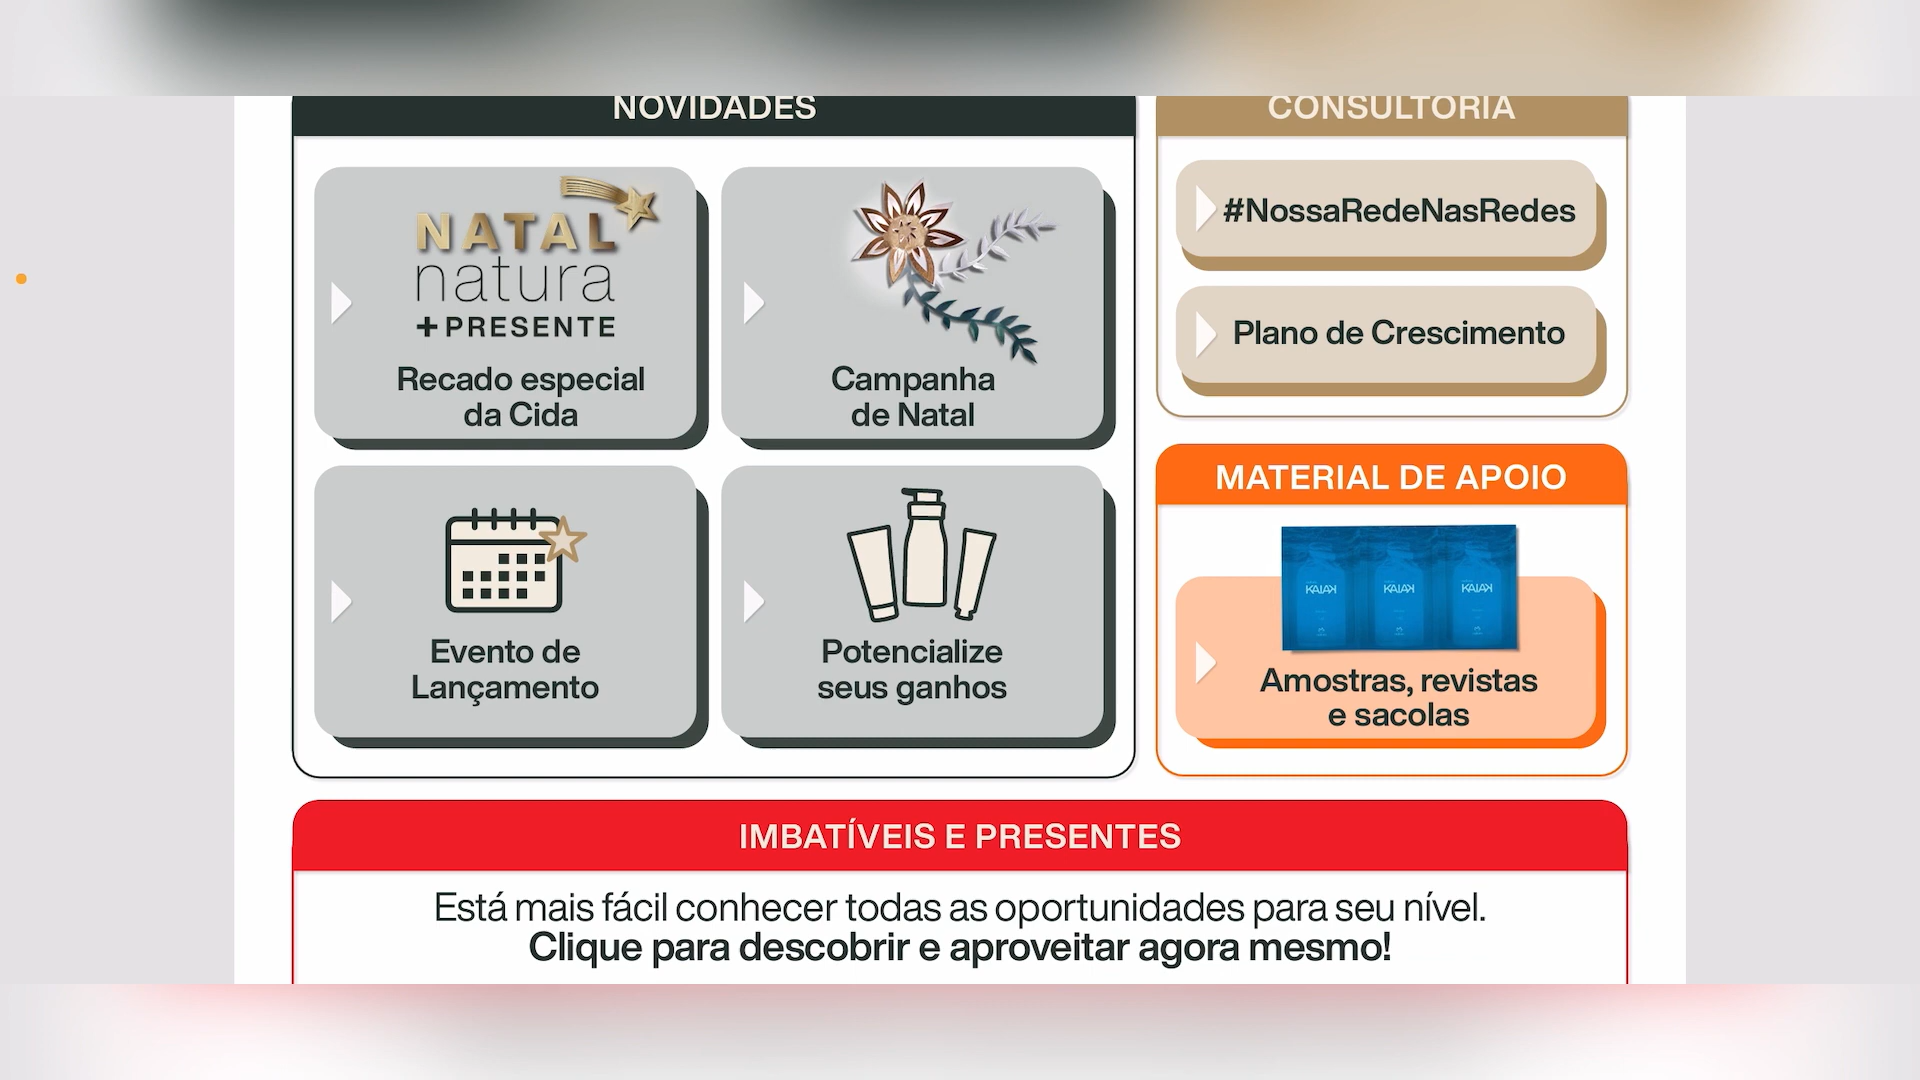 NOVIDADES
NATAL
natura
+PRESENTE
Recado especial
da Cida
Campanha
de Natal
Evento de
Lançamento
Potencialize
seus ganhos
CONSULTORIA
#NossaRedeNasRedes
Plano de Crescimento
MATERIAL DE APOIO
KAIAK KAIAK KAIAK
Amostras, revistas
e sacolas
IMBATÍVEIS E PRESENTES
Está mais fácil conhecer todas as oportunidades para seu nível.
Clique para descobrir e aproveitar agora mesmo!